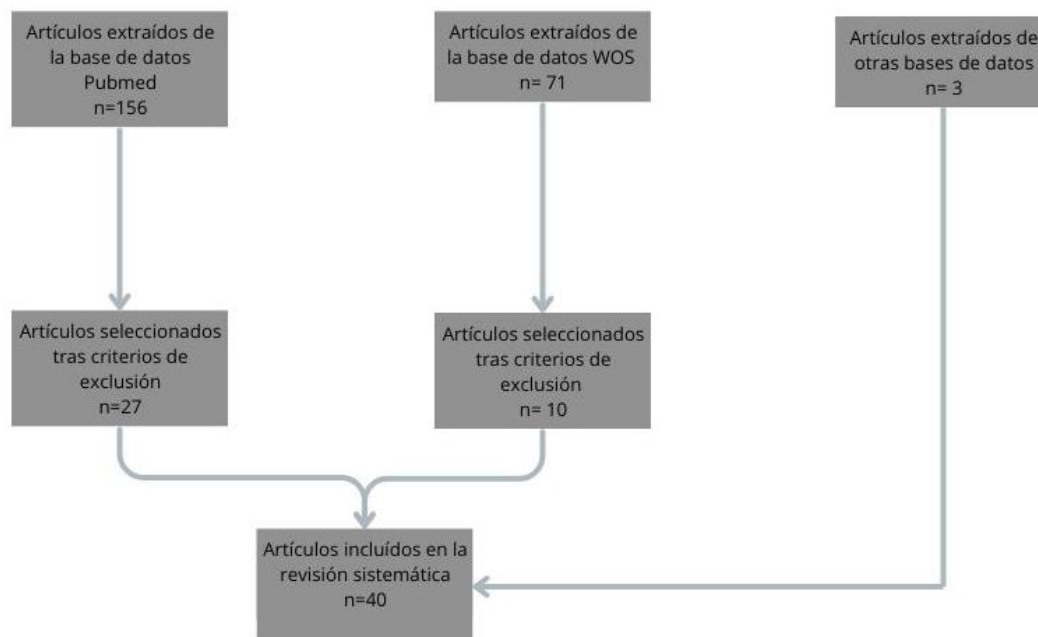 Artículos extraídos de
la base de datos
Pubmed
n=156
Artículos extraídos de
la base de datos WOS
n= 71
Artículos extraídos de
otras bases de datos
n= 3
Artículos seleccionados
tras criterios de
exclusión
n=27
Artículos seleccionados
tras criterios de
exclusión
n= 10
Artículos incluídos en la
revisión sistemática
n=40